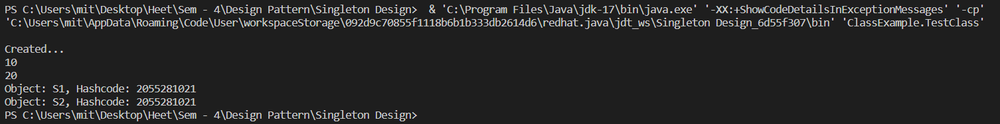 PS C:\Users\mit\Desktop\Heet\Sem - 4\Design Pattern\Singleton Design>  & 'C:\Program Files\Java\jdk-17\bin\java.exe' '-XX:+ShowCodeDetailsInExceptionMessages' '-cp'
'C:\Users\mit\AppData\Roaming\Code\User\workspaceStorage\092d9c70855f1118b6b1b333db2614d6\redhat.java\jdt_ws\Singleton Design_6d55f307\bin' 'ClassExample.TestClass'
Created...
10
20
Object: S1, Hashcode: 2055281021
Object: S2, Hashcode: 2055281021
PS C:\Users\mit\Desktop\Heet\Sem - 4\Design Pattern\Singleton Design>